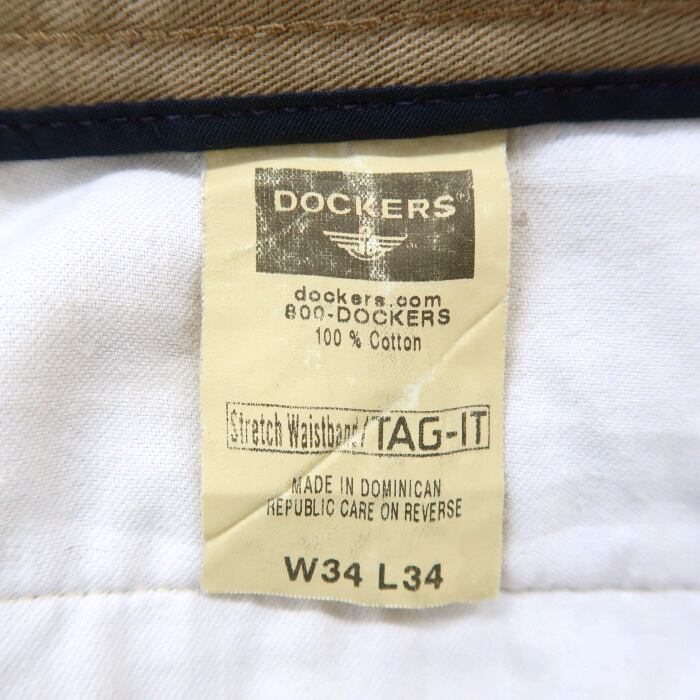 DOCKERS®
dockers.com
800-DOCKERS
100 % Cotton
Stretch Waistband/TAG-IT
MADE IN DOMINICAN
REPUBLIC CARE ON REVERSE
W34 L34